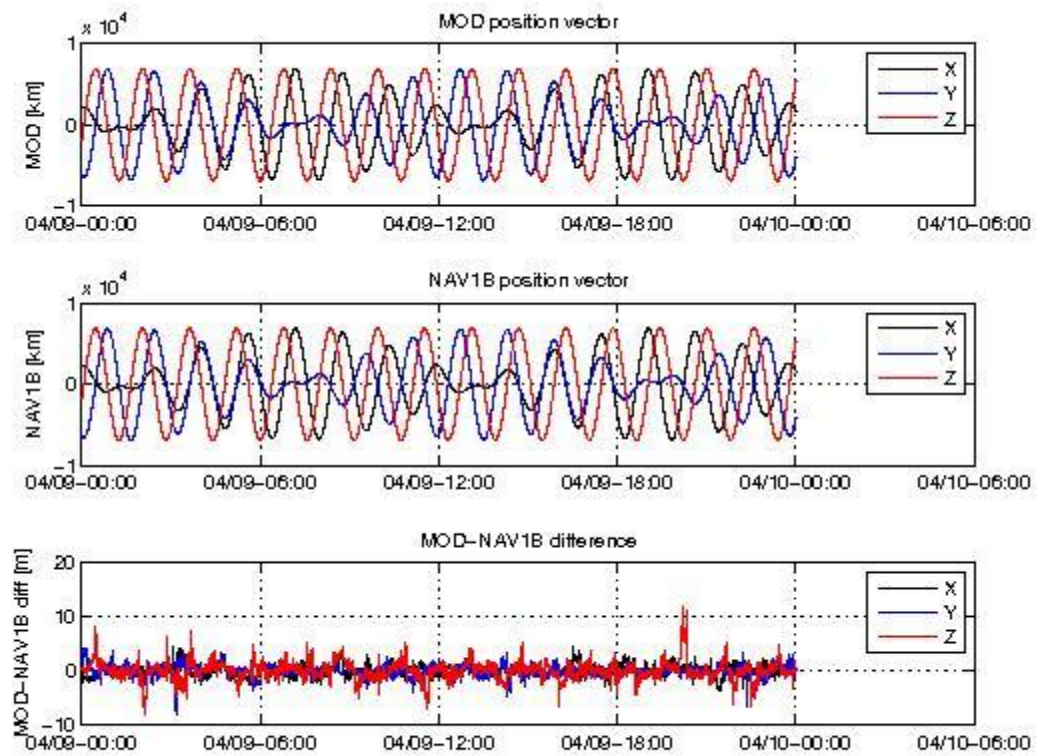 MOD position vector
x 10^4
MOD [km]
1
0
−1
04/09−00:00 04/09−06:00 04/09−12:00 04/09−18:00 04/10−00:00 04/10−06:00
X
Y
Z
NAV1B position vector
x 10^4
NAV1B [km]
1
0
−1
04/09−00:00 04/09−06:00 04/09−12:00 04/09−18:00 04/10−00:00 04/10−06:00
X
Y
Z
MOD−NAV1B difference
MOD−NAV1B diff [m]
20
10
0
−10
04/09−00:00 04/09−06:00 04/09−12:00 04/09−18:00 04/10−00:00 04/10−06:00
X
Y
Z